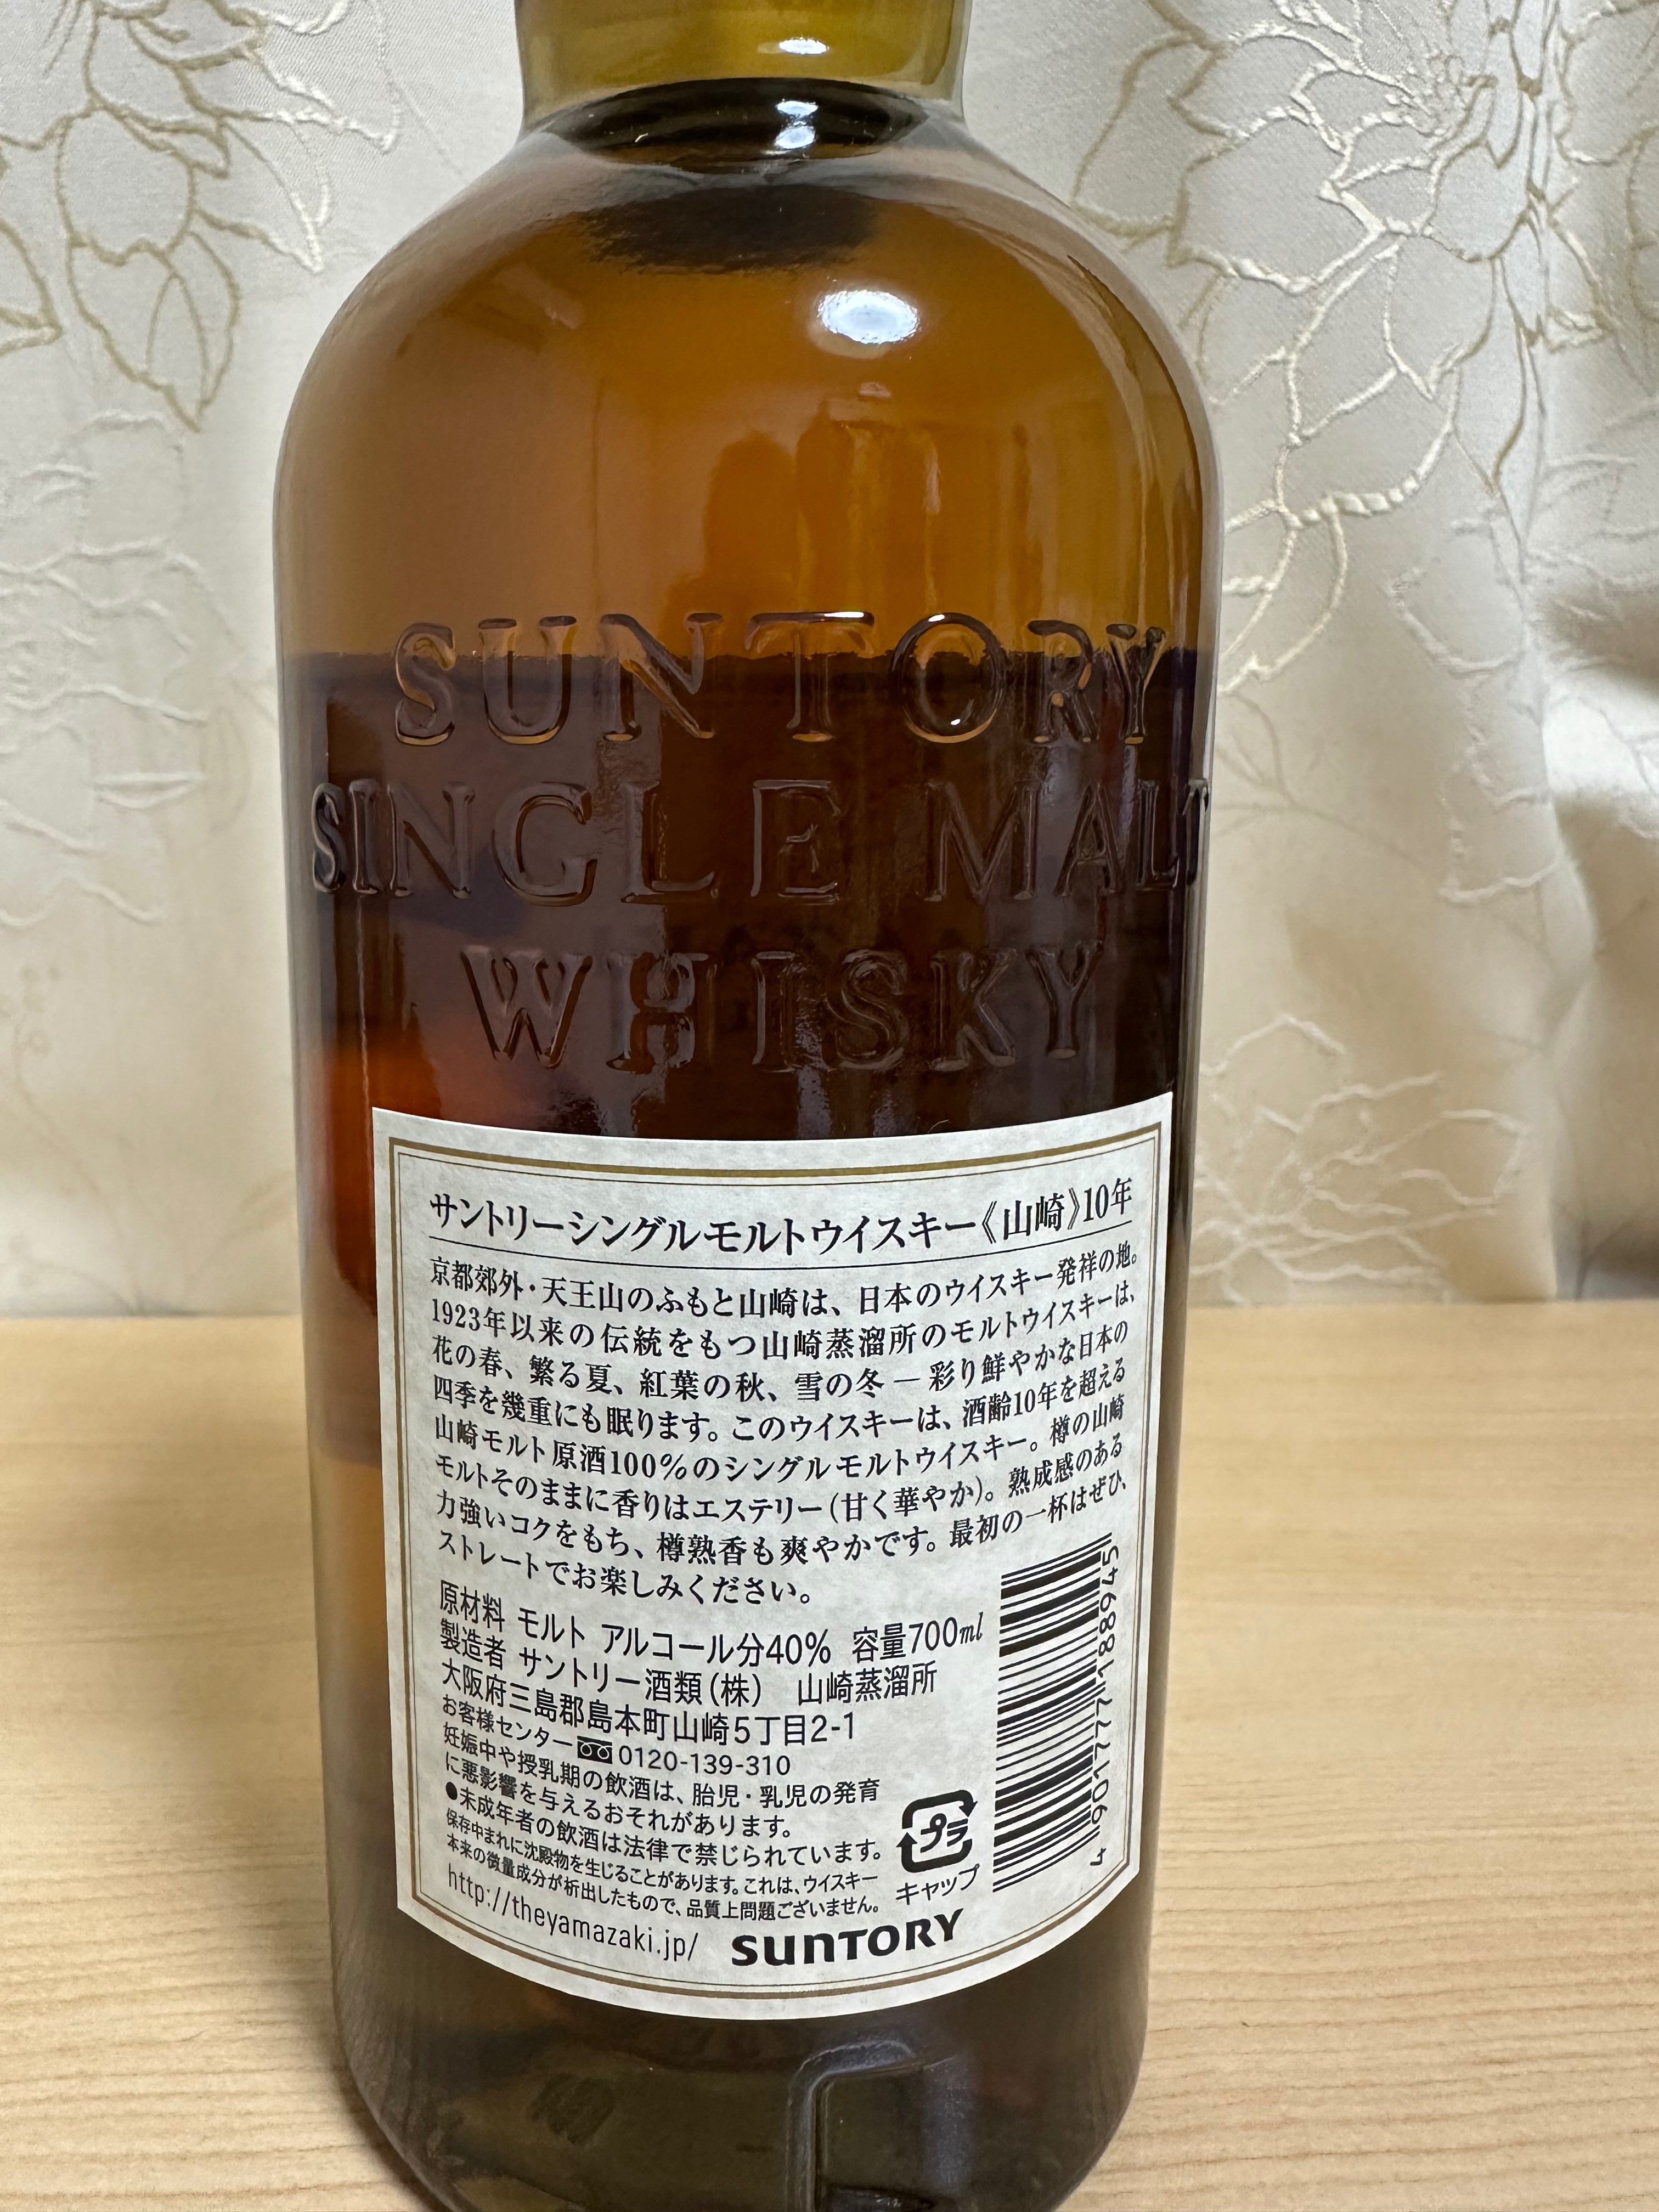 SUNTORY
SINGLE MALT
WHISKY
サントリーシングルモルトウイスキー《山崎》10年
京都郊外・天王山のふもと山崎は、日本のウイスキー発祥の地。
1923年以来の伝統をもつ山崎蒸溜所のモルトウイスキーは、
花の春、繁る夏、紅葉の秋、雪の冬 — 彩り鮮やかな日本の
四季を幾重にも眠ります。このウイスキーは、酒齢10年を超える
山崎モルト原酒100%のシングルモルトウイスキー。樽の山崎
モルトそのままに香りはエステリー(甘く華やか)。熟成感のある
力強いコクをもち、樽熟香も爽やかです。最初の一杯はぜひ、
ストレートでお楽しみください。
原材料 モルト アルコール分40% 容量700ml
製造者 サントリー酒類(株) 山崎蒸溜所
大阪府三島郡島本町山崎5丁目2-1
お客様センター 0120-139-310
妊娠中や授乳期の飲酒は、胎児・乳児の発育
に悪影響を与えるおそれがあります。
●未成年者の飲酒は法律で禁じられています。
保存中まれに沈殿物を生じることがあります。これは、ウイスキー
本来の微量成分が析出したもので、品質上問題ございません。
http://theyamazaki.jp/
SUNTORY
プラ
キャップ
4 901777 188945